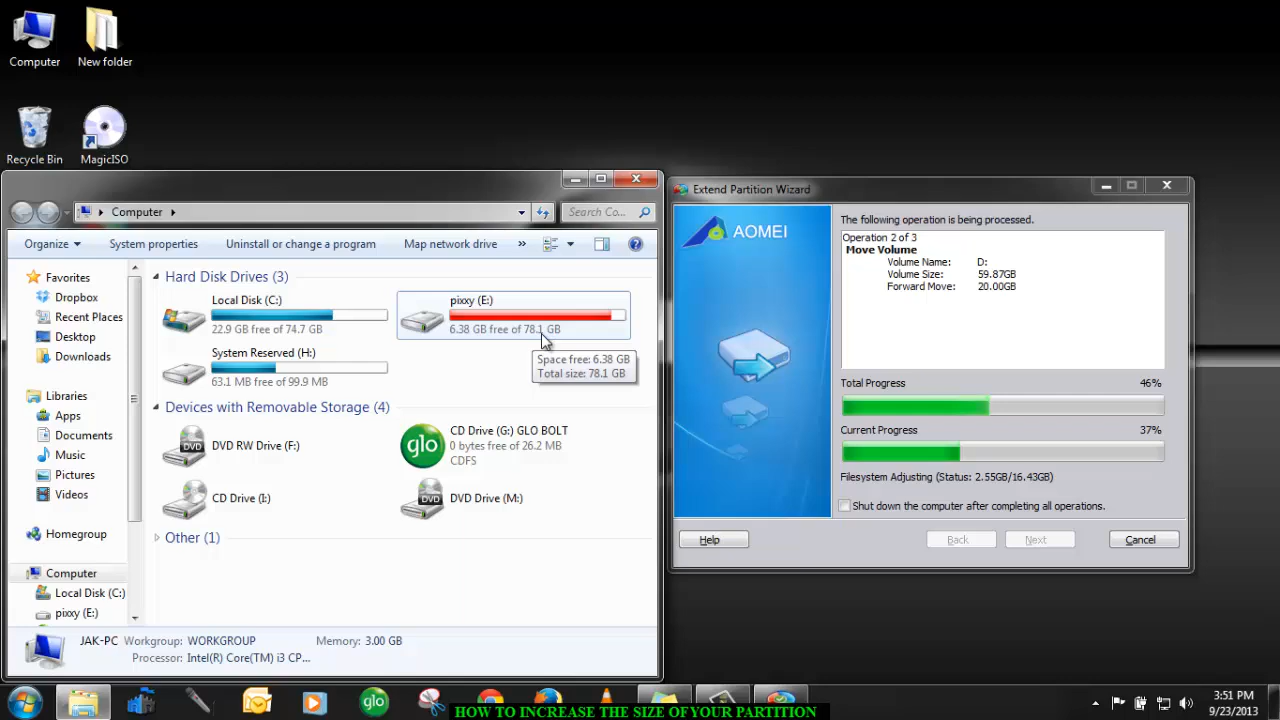 Computer
New folder
Recycle Bin
MagicISO
Computer
Search Co...
Organize
System properties
Uninstall or change a program
Map network drive
»
Favorites
Dropbox
Recent Places
Desktop
Downloads
Libraries
Apps
Documents
Music
Pictures
Videos
Homegroup
Computer
Local Disk (C:)
pixxy (E:)
Hard Disk Drives (3)
Local Disk (C:)
22.9 GB free of 74.7 GB
pixxy (E:)
6.38 GB free of 78.1 GB
Space free: 6.38 GB
Total size: 78.1 GB
System Reserved (H:)
63.1 MB free of 99.9 MB
Devices with Removable Storage (4)
DVD RW Drive (F:)
CD Drive (G:) GLO BOLT
0 bytes free of 26.2 MB
CDFS
CD Drive (I:)
DVD Drive (M:)
Other (1)
JAK-PC Workgroup: WORKGROUP Memory: 3.00 GB
Processor: Intel(R) Core(TM) i3 CP...
Extend Partition Wizard
AOMEI
The following operation is being processed.
Operation 2 of 3
Move Volume
Volume Name: D:
Volume Size: 59.87GB
Forward Move: 20.00GB
Total Progress 46%
Current Progress 37%
Filesystem Adjusting (Status: 2.55GB/16.43GB)
Shut down the computer after completing all operations.
Help
Back
Next
Cancel
DVD
DVD
glo
glo
3:51 PM
9/23/2013
HOW TO INCREASE THE SIZE OF YOUR PARTITION